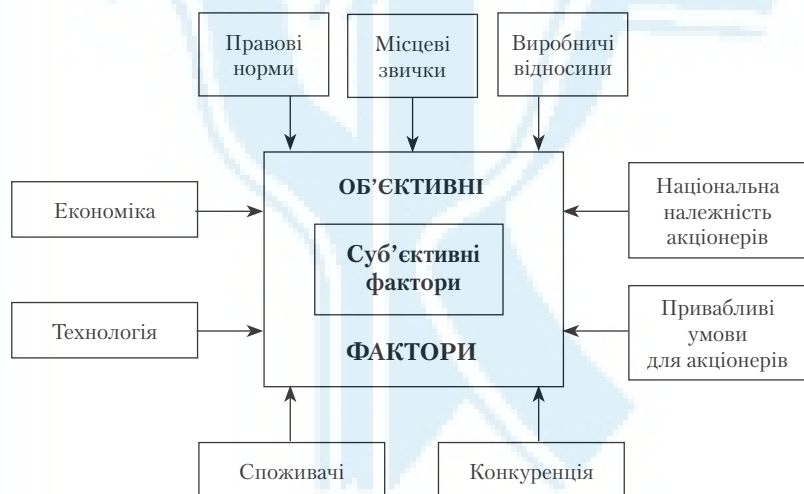 Правові
норми
Місцеві
звички
Виробничі
відносини
ОБ’ЄКТИВНІ
Економіка
Національна
належність
акціонерів
Суб’єктивні
фактори
Технологія
Привабливі
умови
для акціонерів
ФАКТОРИ
Споживачі
Конкуренція